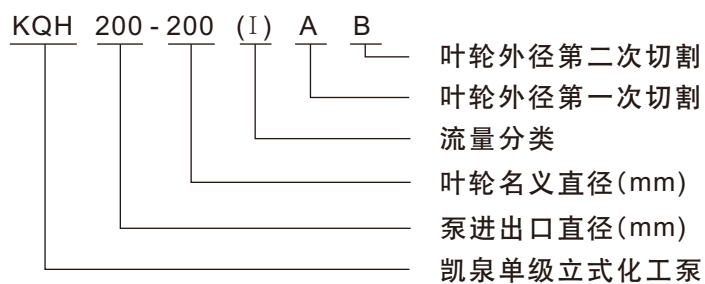 KQH 200-200 (Ⅰ) A B
叶轮外径第二次切割
叶轮外径第一次切割
流量分类
叶轮名义直径(mm)
泵进出口直径(mm)
凯泉单级立式化工泵